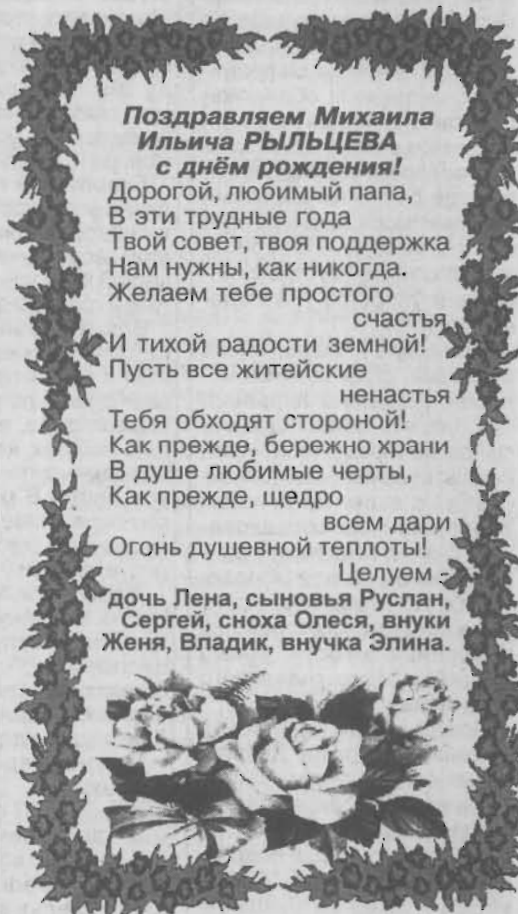 Поздравляем Михаила
Ильича РЫЛЬЦЕВА
с днём рождения!
Дорогой, любимый папа,
В эти трудные года
Твой совет, твоя поддержка
Нам нужны, как никогда.
Желаем тебе простого
счастья
И тихой радости земной!
Пусть все житейские
ненастья
Тебя обходят стороной!
Как прежде, бережно храни
В душе любимые черты,
Как прежде, щедро
всем дари
Огонь душевной теплоты!
Целуем -
дочь Лена, сыновья Руслан,
Сергей, сноха Олеся, внуки
Женя, Владик, внучка Элина.